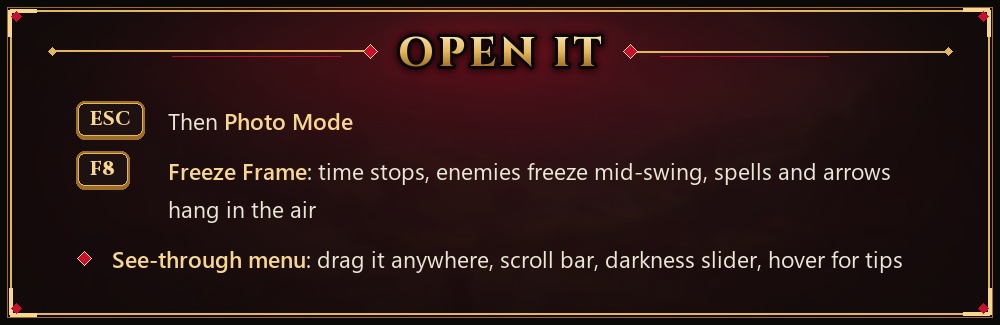 OPEN IT
ESC Then Photo Mode
F8 Freeze Frame: time stops, enemies freeze mid-swing, spells and arrows
hang in the air
See-through menu: drag it anywhere, scroll bar, darkness slider, hover for tips